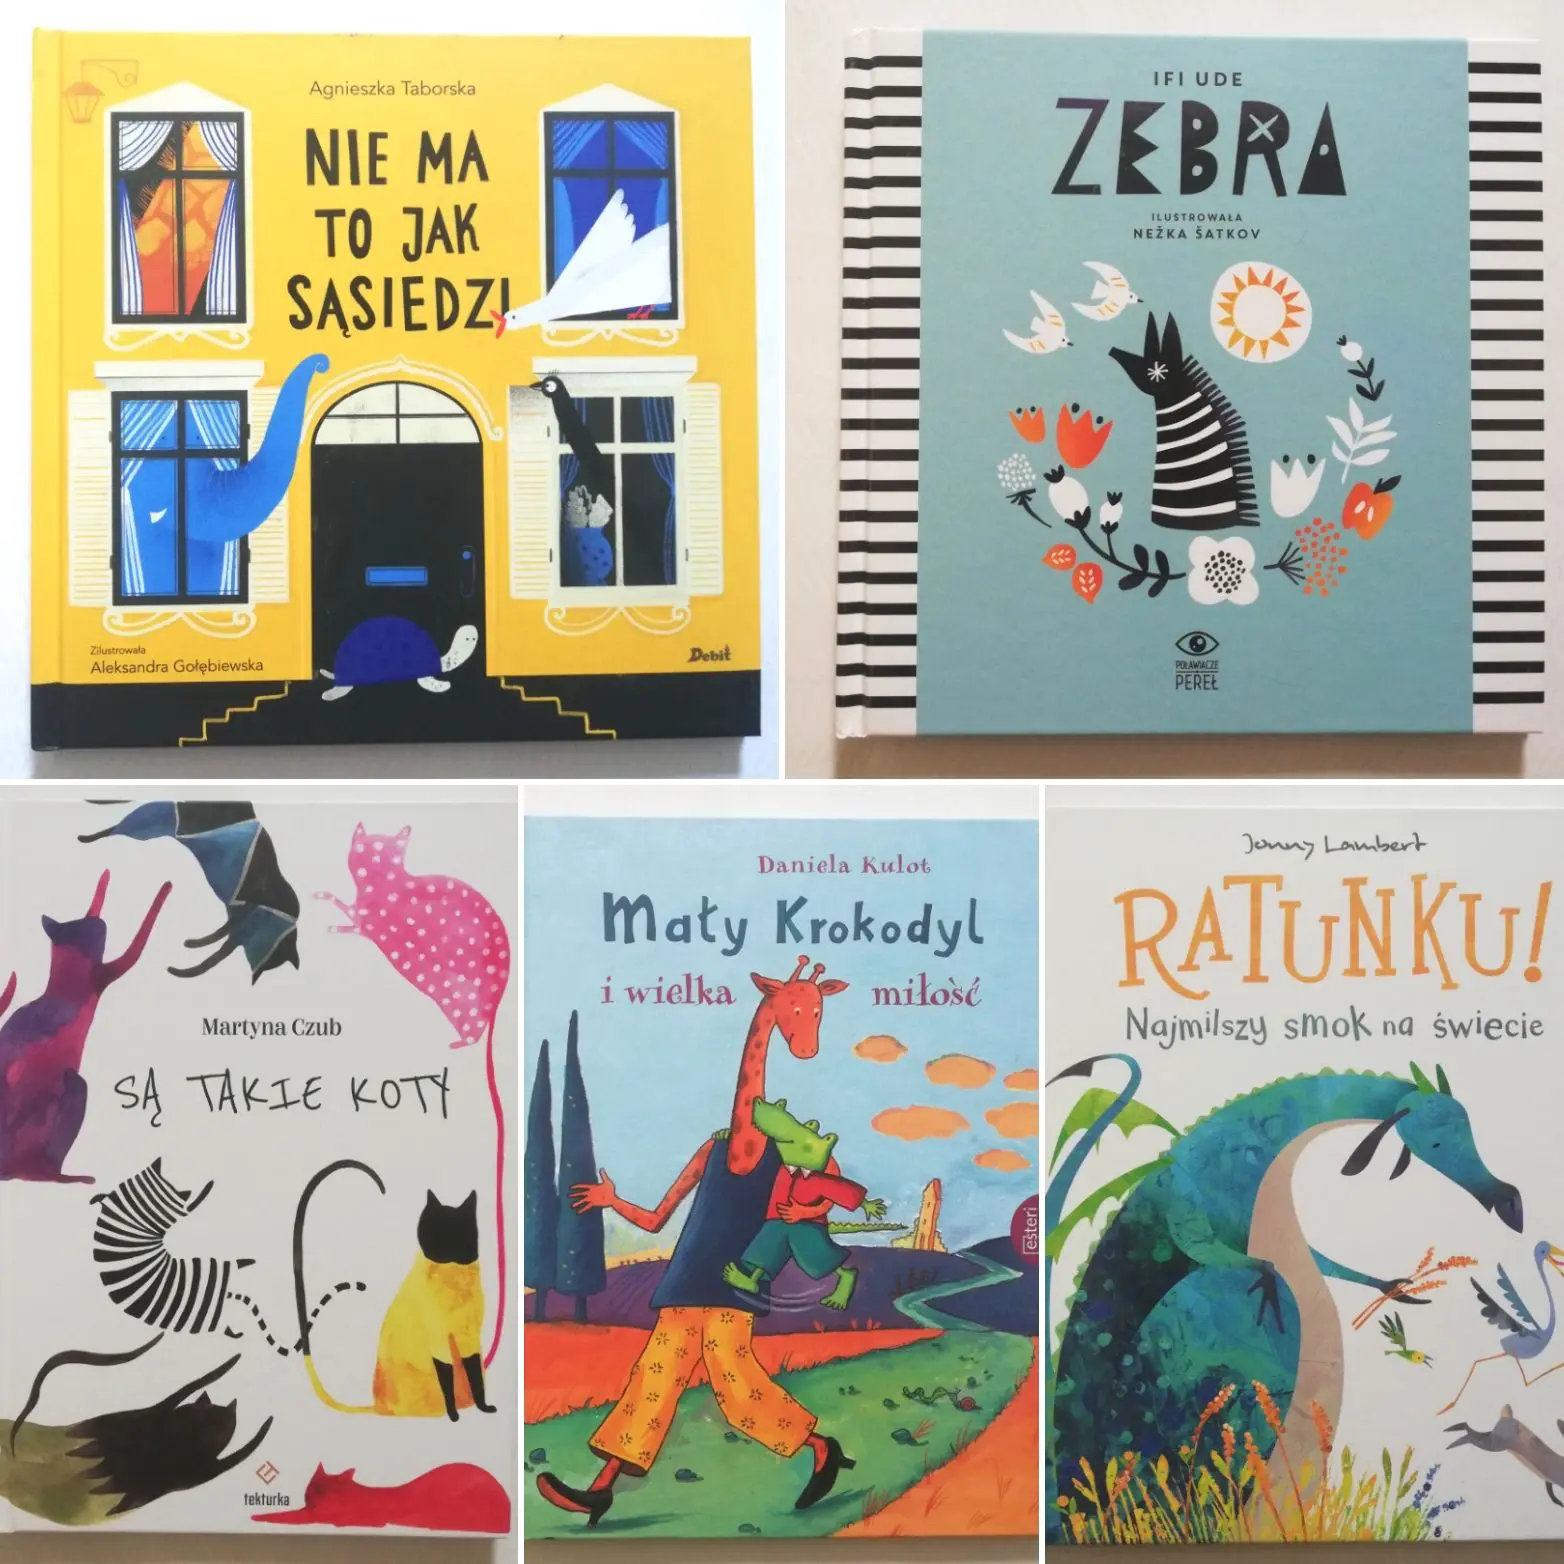 Agnieszka Taborska
NIE MA
TO JAK
SĄSIEDZI
Zilustrowała
Aleksandra Gołębiewska
Debit
IFI UDE
ZEBRA
ILUSTROWAŁA
NEŽKA ŠATKOV
POŁAWIACZE
PEREŁ
Martyna Czub
SĄ TAKIE KOTY
tekturka
Daniela Kulot
Mały Krokodyl
i wielka miłość
esteri
Jonny Lambert
RATUNKU!
Najmilszy smok na świecie